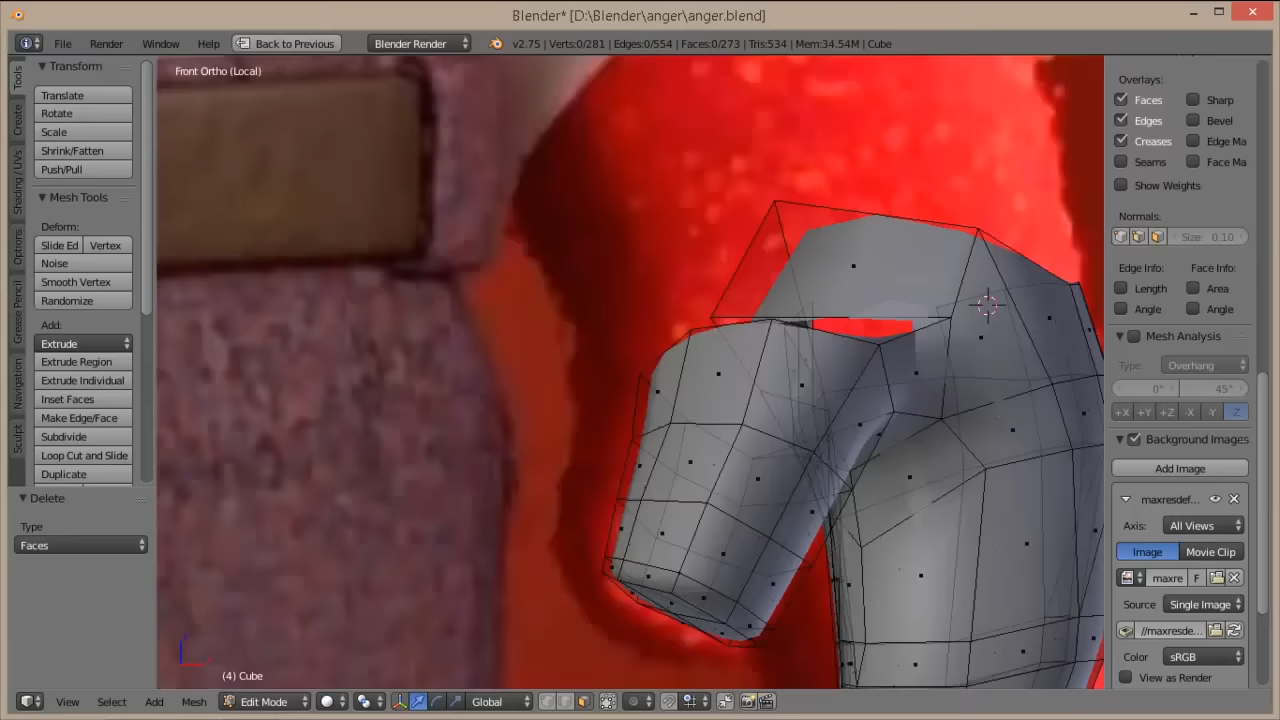 Blender* [D:\Blender\anger\anger.blend]
File Render Window Help Back to Previous Blender Render v2.75 | Verts:0/281 | Edges:0/554 | Faces:0/273 | Tris:534 | Mem:34.54M | Cube
Tools
Create
Shading / UVs
Options
Grease Pencil
Navigation
Sculpt
Transform
Translate
Rotate
Scale
Shrink/Fatten
Push/Pull
Mesh Tools
Deform:
Slide Ed Vertex
Noise
Smooth Vertex
Randomize
Add:
Extrude
Extrude Region
Extrude Individual
Inset Faces
Make Edge/Face
Subdivide
Loop Cut and Slide
Duplicate
Delete
Type
Faces
Front Ortho (Local)
(4) Cube
Overlays:
Faces Sharp
Edges Bevel
Creases Edge Ma
Seams Face Ma
Show Weights
Normals:
Size: 0.10
Edge Info: Face Info:
Length Area
Angle Angle
Mesh Analysis
Type: Overhang
0° 45°
+X +Y +Z -X -Y -Z
Background Images
Add Image
maxresdef...
Axis: All Views
Image Movie Clip
maxre F
Source Single Image
//maxresde...
Color sRGB
View as Render
View Select Add Mesh Edit Mode Global